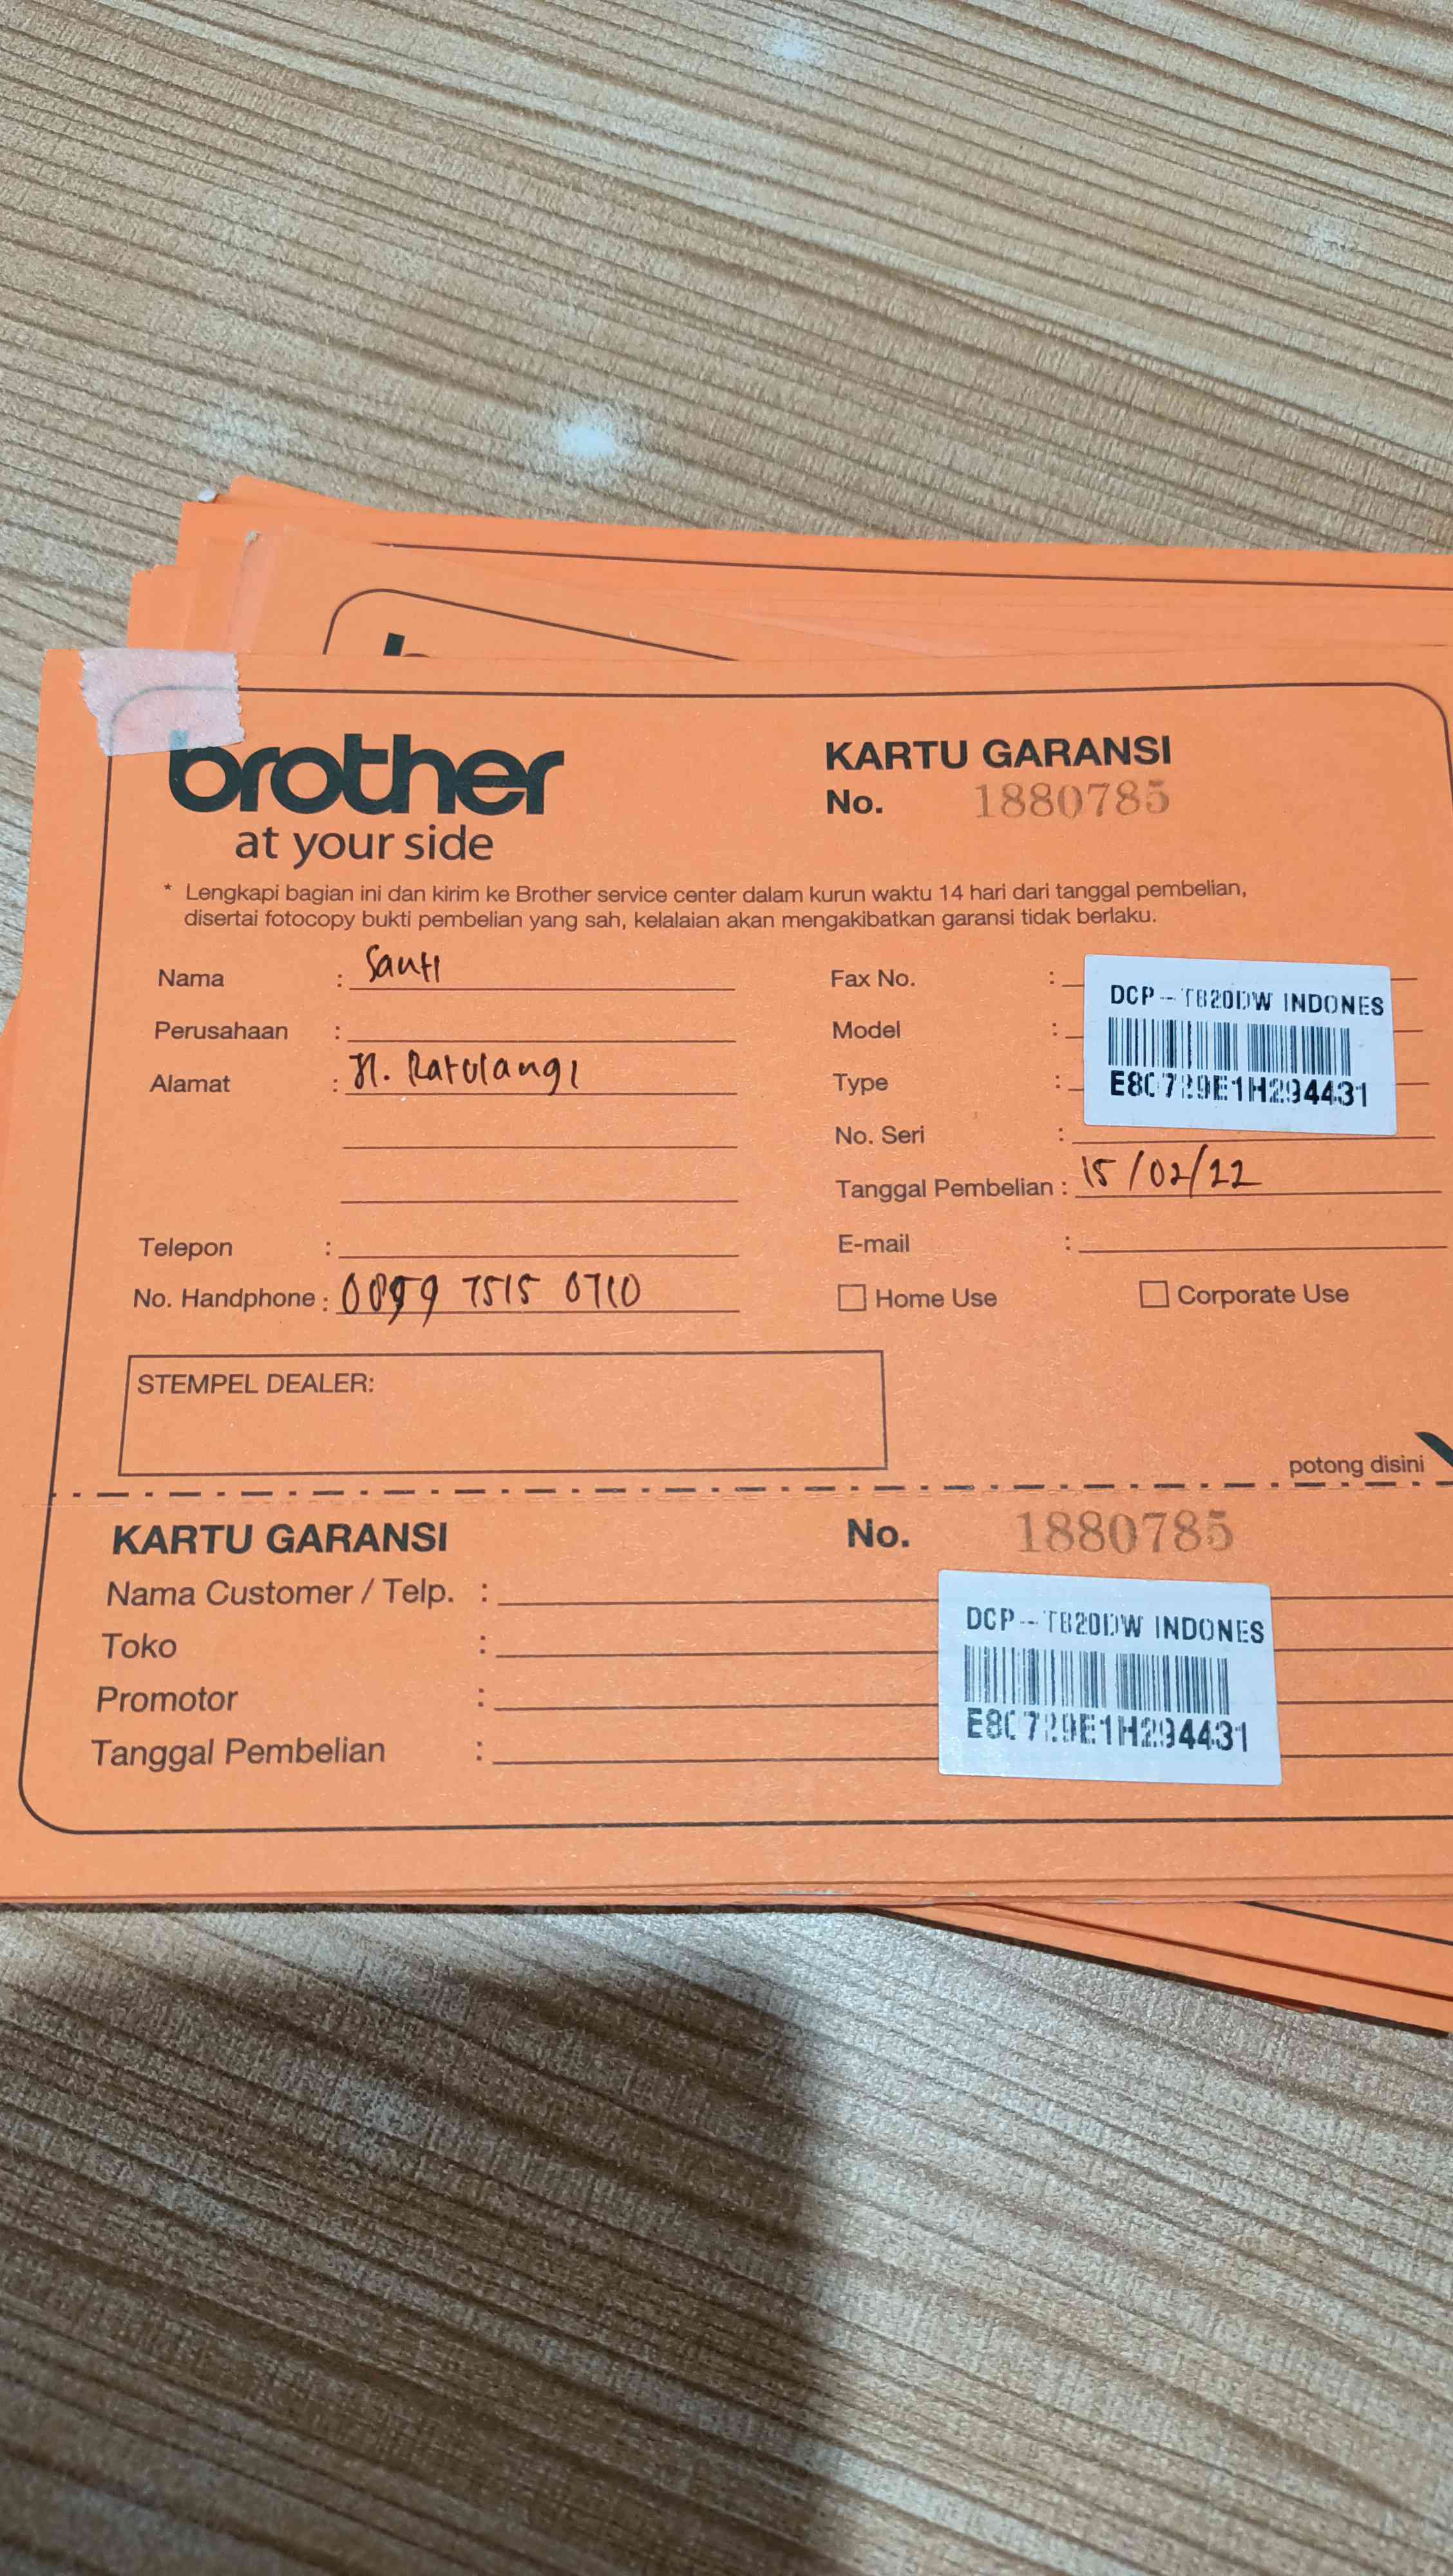 brother
at your side
KARTU GARANSI
No. 1880785
* Lengkapi bagian ini dan kirim ke Brother service center dalam kurun waktu 14 hari dari tanggal pembelian,
disertai fotocopy bukti pembelian yang sah, kelalaian akan mengakibatkan garansi tidak berlaku.
Nama : Santi
Perusahaan :
Alamat : Jl. Ratulangi
Telepon :
No. Handphone : 7515 0710
Fax No. :
Model :
Type :
No. Seri :
DCP-T820DW INDONES
E80729E1H294431
Tanggal Pembelian : 15/02/22
E-mail :
Home Use Corporate Use
STEMPEL DEALER:
potong disini
KARTU GARANSI No. 1880785
Nama Customer / Telp. :
Toko :
Promotor :
Tanggal Pembelian :
DCP-T820DW INDONES
E80729E1H294431